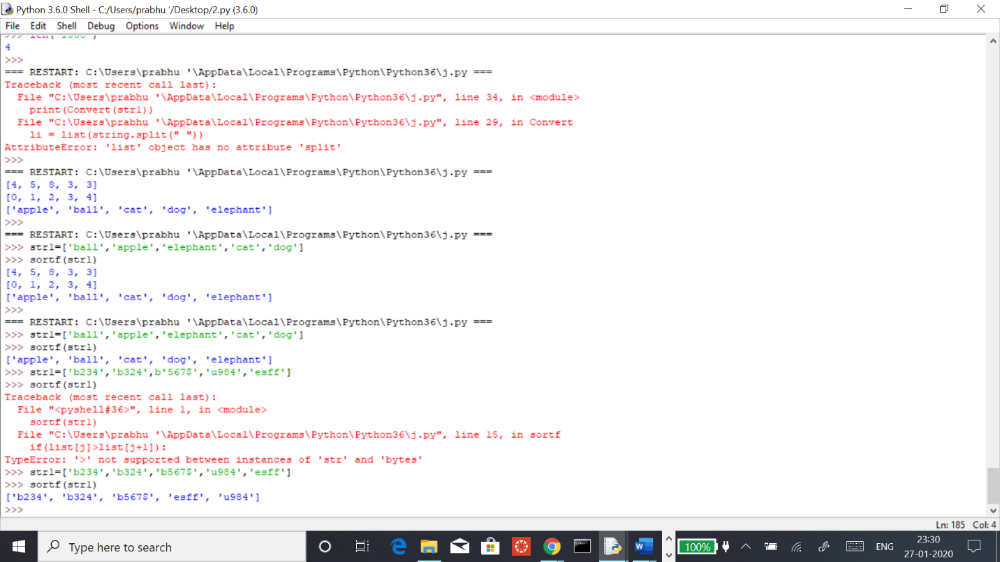 Python 3.6.0 Shell - C:/Users/prabhu '/Desktop/2.py (3.6.0)
File Edit Shell Debug Options Window Help
4
>>>
=== RESTART: C:\Users\prabhu '\AppData\Local\Programs\Python\Python36\j.py ===
Traceback (most recent call last):
  File "C:\Users\prabhu '\AppData\Local\Programs\Python\Python36\j.py", line 34, in <module>
    print(Convert(str1))
  File "C:\Users\prabhu '\AppData\Local\Programs\Python\Python36\j.py", line 29, in Convert
    li = list(string.split(" "))
AttributeError: 'list' object has no attribute 'split'
>>>
=== RESTART: C:\Users\prabhu '\AppData\Local\Programs\Python\Python36\j.py ===
[4, 5, 8, 3, 3]
[0, 1, 2, 3, 4]
['apple', 'ball', 'cat', 'dog', 'elephant']
>>>
=== RESTART: C:\Users\prabhu '\AppData\Local\Programs\Python\Python36\j.py ===
>>> str1=['ball','apple','elephant','cat','dog']
>>> sortf(str1)
[4, 5, 8, 3, 3]
[0, 1, 2, 3, 4]
['apple', 'ball', 'cat', 'dog', 'elephant']
>>>
=== RESTART: C:\Users\prabhu '\AppData\Local\Programs\Python\Python36\j.py ===
>>> str1=['ball','apple','elephant','cat','dog']
>>> sortf(str1)
['apple', 'ball', 'cat', 'dog', 'elephant']
>>> str1=['b234','b324',b'567$','u984','esff']
>>> sortf(str1)
Traceback (most recent call last):
  File "<pyshell#36>", line 1, in <module>
    sortf(str1)
  File "C:\Users\prabhu '\AppData\Local\Programs\Python\Python36\j.py", line 15, in sortf
    if(list[j]>list[j+1]):
TypeError: '>' not supported between instances of 'str' and 'bytes'
>>> str1=['b234','b324','b567$','u984','esff']
>>> sortf(str1)
['b234', 'b324', 'b567$', 'esff', 'u984']
>>>
Ln: 185 Col: 4
Type here to search
100%
ENG
23:30
27-01-2020